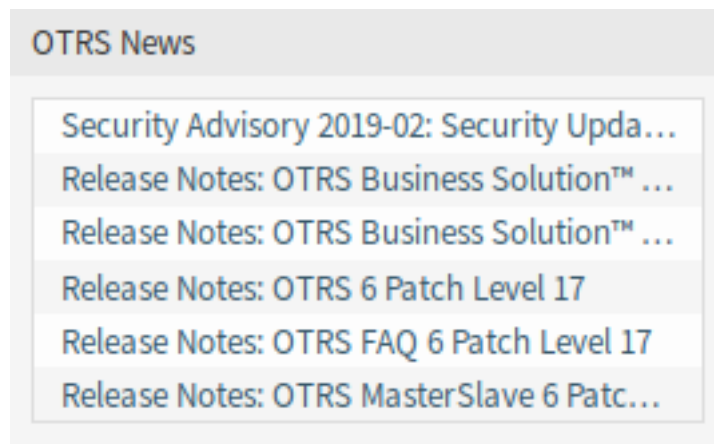 OTRS News
Security Advisory 2019-02: Security Upda...
Release Notes: OTRS Business Solution™ ...
Release Notes: OTRS Business Solution™ ...
Release Notes: OTRS 6 Patch Level 17
Release Notes: OTRS FAQ 6 Patch Level 17
Release Notes: OTRS MasterSlave 6 Patc...